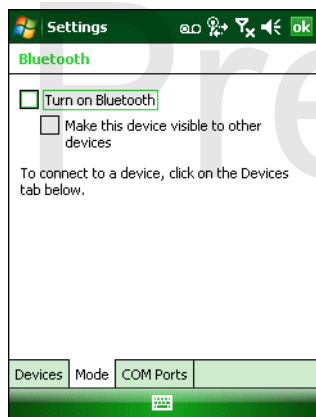 Settings
ok
Bluetooth
Turn on Bluetooth
Make this device visible to other
devices
To connect to a device, click on the Devices
tab below.
Devices Mode COM Ports
Pre